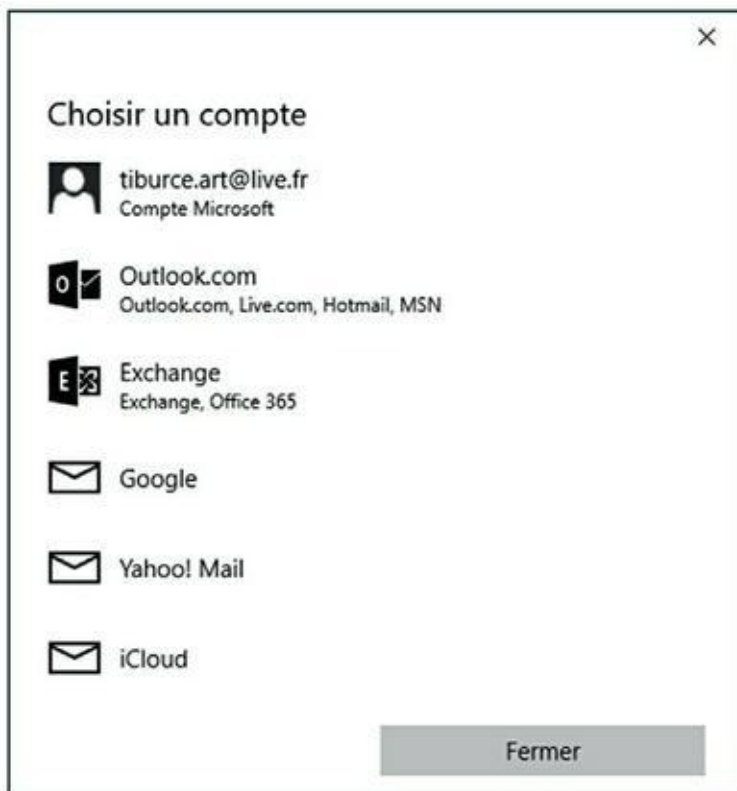 Choisir un compte
tiburce.art@live.fr
Compte Microsoft
Outlook.com
Outlook.com, Live.com, Hotmail, MSN
Exchange
Exchange, Office 365
Google
Yahoo! Mail
iCloud
Fermer